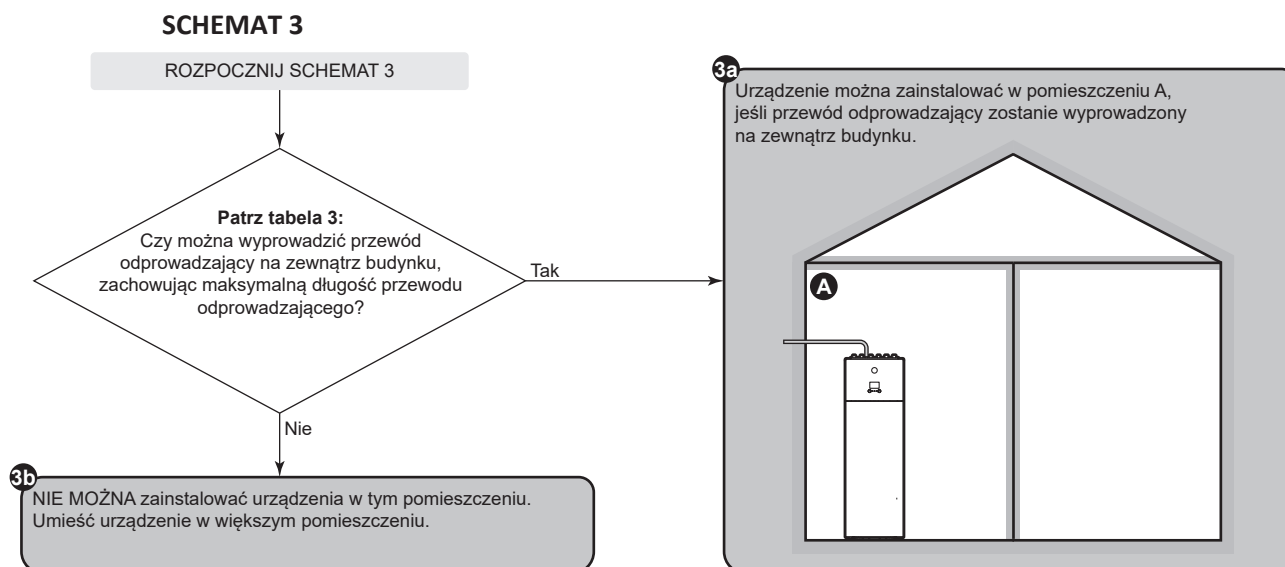 SCHEMAT 3
ROZPOCZNIJ SCHEMAT 3
Patrz tabela 3:
Czy można wyprowadzić przewód
odprowadzający na zewnątrz budynku,
zachowując maksymalną długość przewodu
odprowadzającego?
Tak
Nie
3a
Urządzenie można zainstalować w pomieszczeniu A,
jeśli przewód odprowadzający zostanie wyprowadzony
na zewnątrz budynku.
A
3b
NIE MOŻNA zainstalować urządzenia w tym pomieszczeniu.
Umieść urządzenie w większym pomieszczeniu.